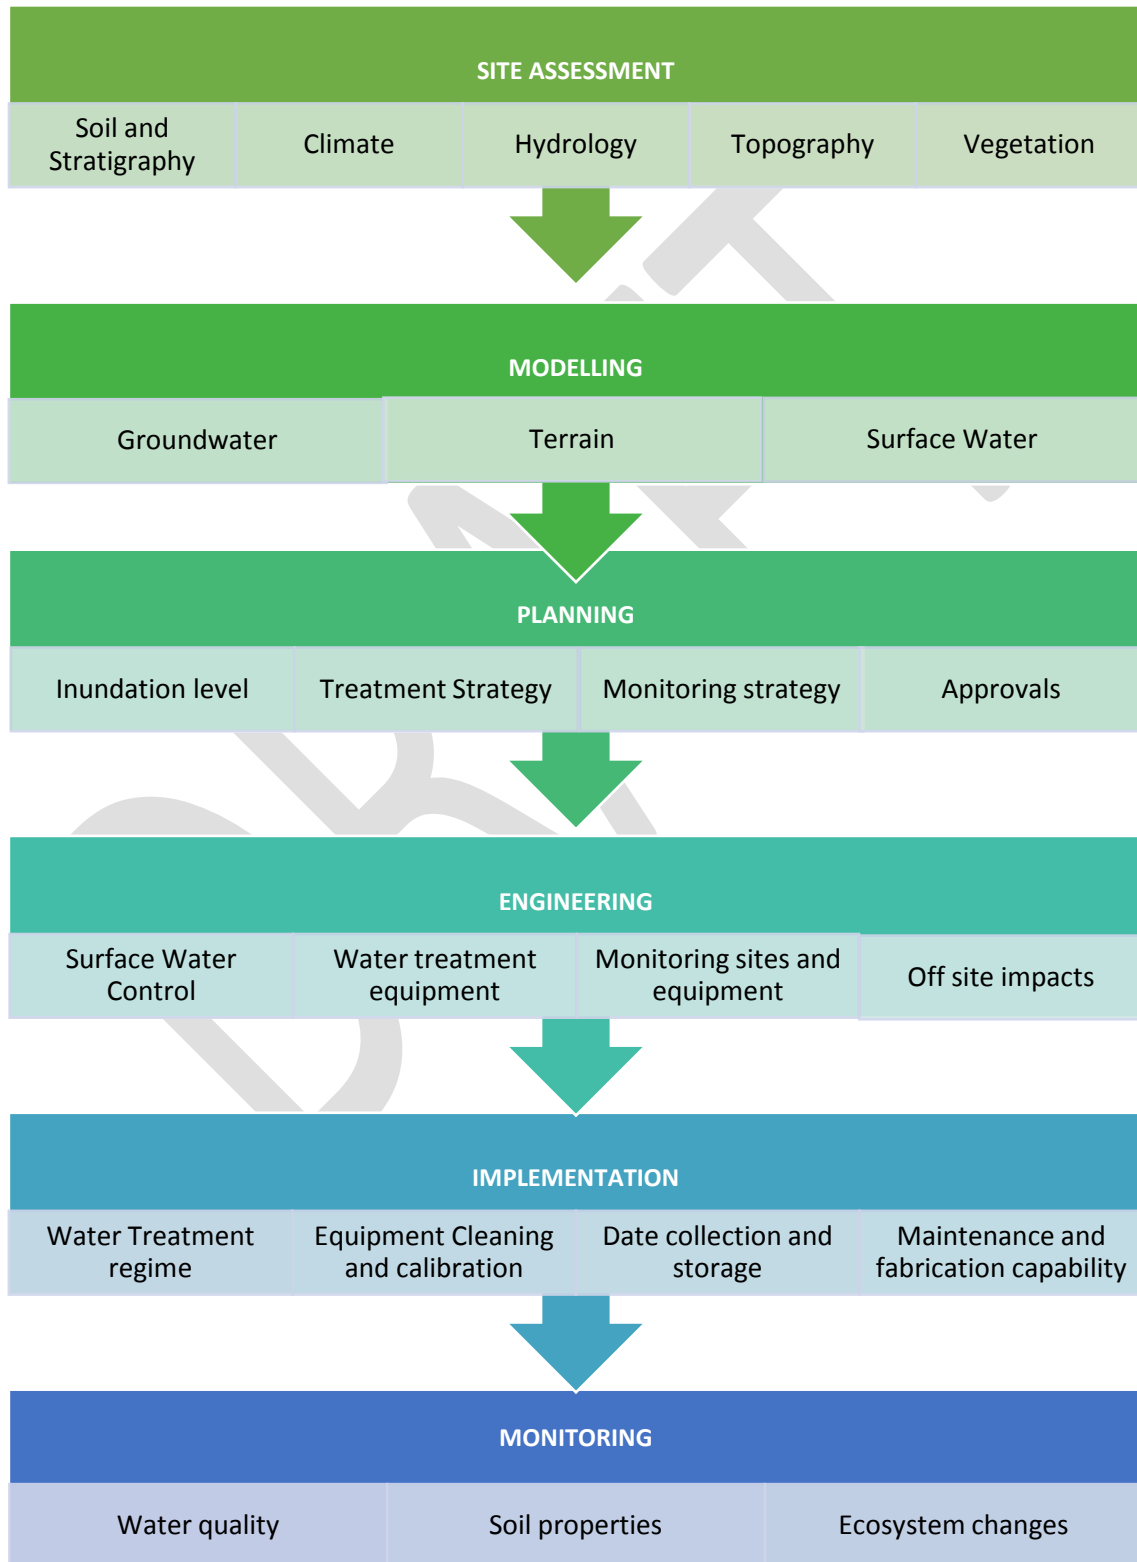 SITE ASSESSMENT
Soil and
Stratigraphy
Climate
Hydrology
Topography
Vegetation
MODELLING
Groundwater
Terrain
Surface Water
PLANNING
Inundation level
Treatment Strategy
Monitoring strategy
Approvals
ENGINEERING
Surface Water
Control
Water treatment
equipment
Monitoring sites and
equipment
Off site impacts
IMPLEMENTATION
Water Treatment
regime
Equipment Cleaning
and calibration
Date collection and
storage
Maintenance and
fabrication capability
MONITORING
Water quality
Soil properties
Ecosystem changes
DRAFT